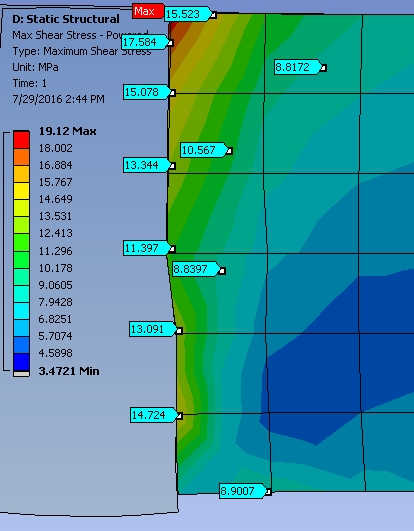 D: Static Structural
Max Shear Stress - Powered
Type: Maximum Shear Stress
Unit: MPa
Time: 1
7/29/2016 2:44 PM
Max
15.523
17.584
8.8172
15.078
10.567
13.344
11.397
8.8397
13.091
14.724
8.9007
19.12 Max
18.002
16.884
15.767
14.649
13.531
12.413
11.296
10.178
9.0605
7.9428
6.8251
5.7074
4.5898
3.4721 Min